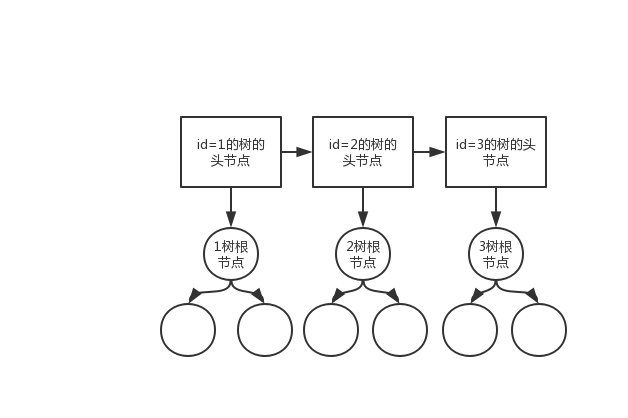 id=1的树的
头节点
id=2的树的
头节点
id=3的树的头
节点
1树根
节点
2树根
节点
3树根
节点